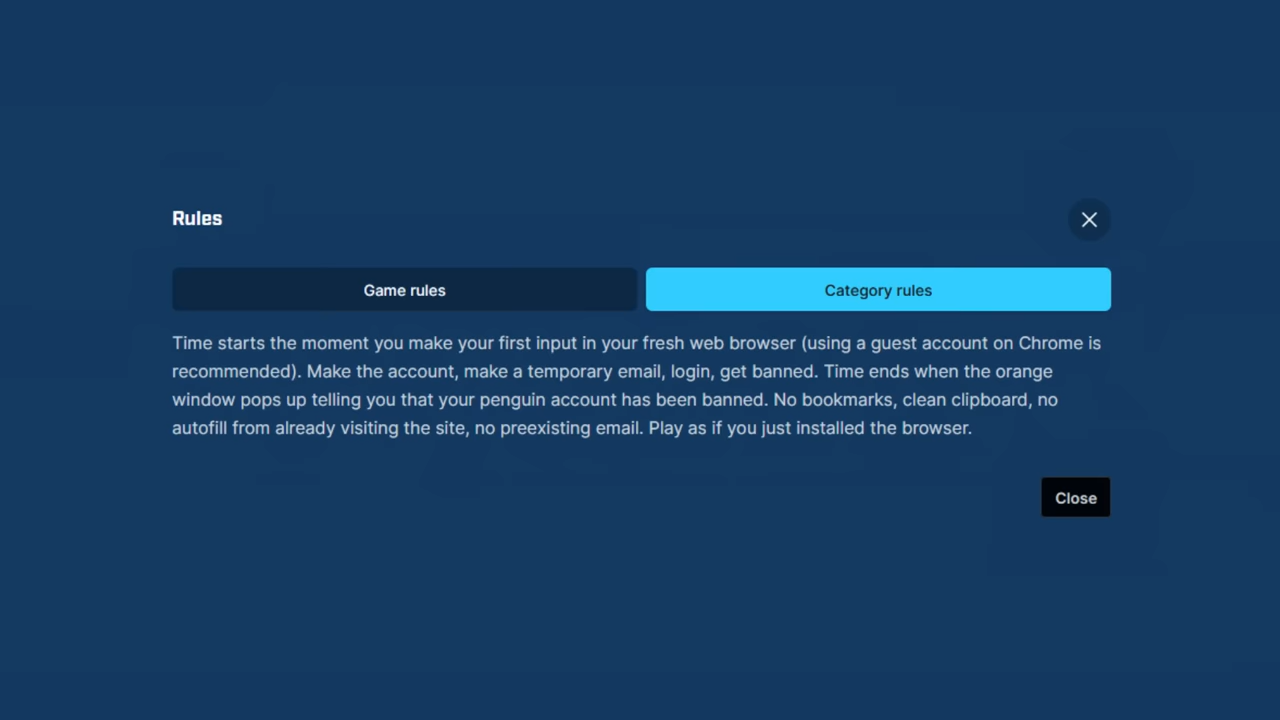 Rules
Game rules
Category rules
Time starts the moment you make your first input in your fresh web browser (using a guest account on Chrome is
recommended). Make the account, make a temporary email, login, get banned. Time ends when the orange
window pops up telling you that your penguin account has been banned. No bookmarks, clean clipboard, no
autofill from already visiting the site, no preexisting email. Play as if you just installed the browser.
Close